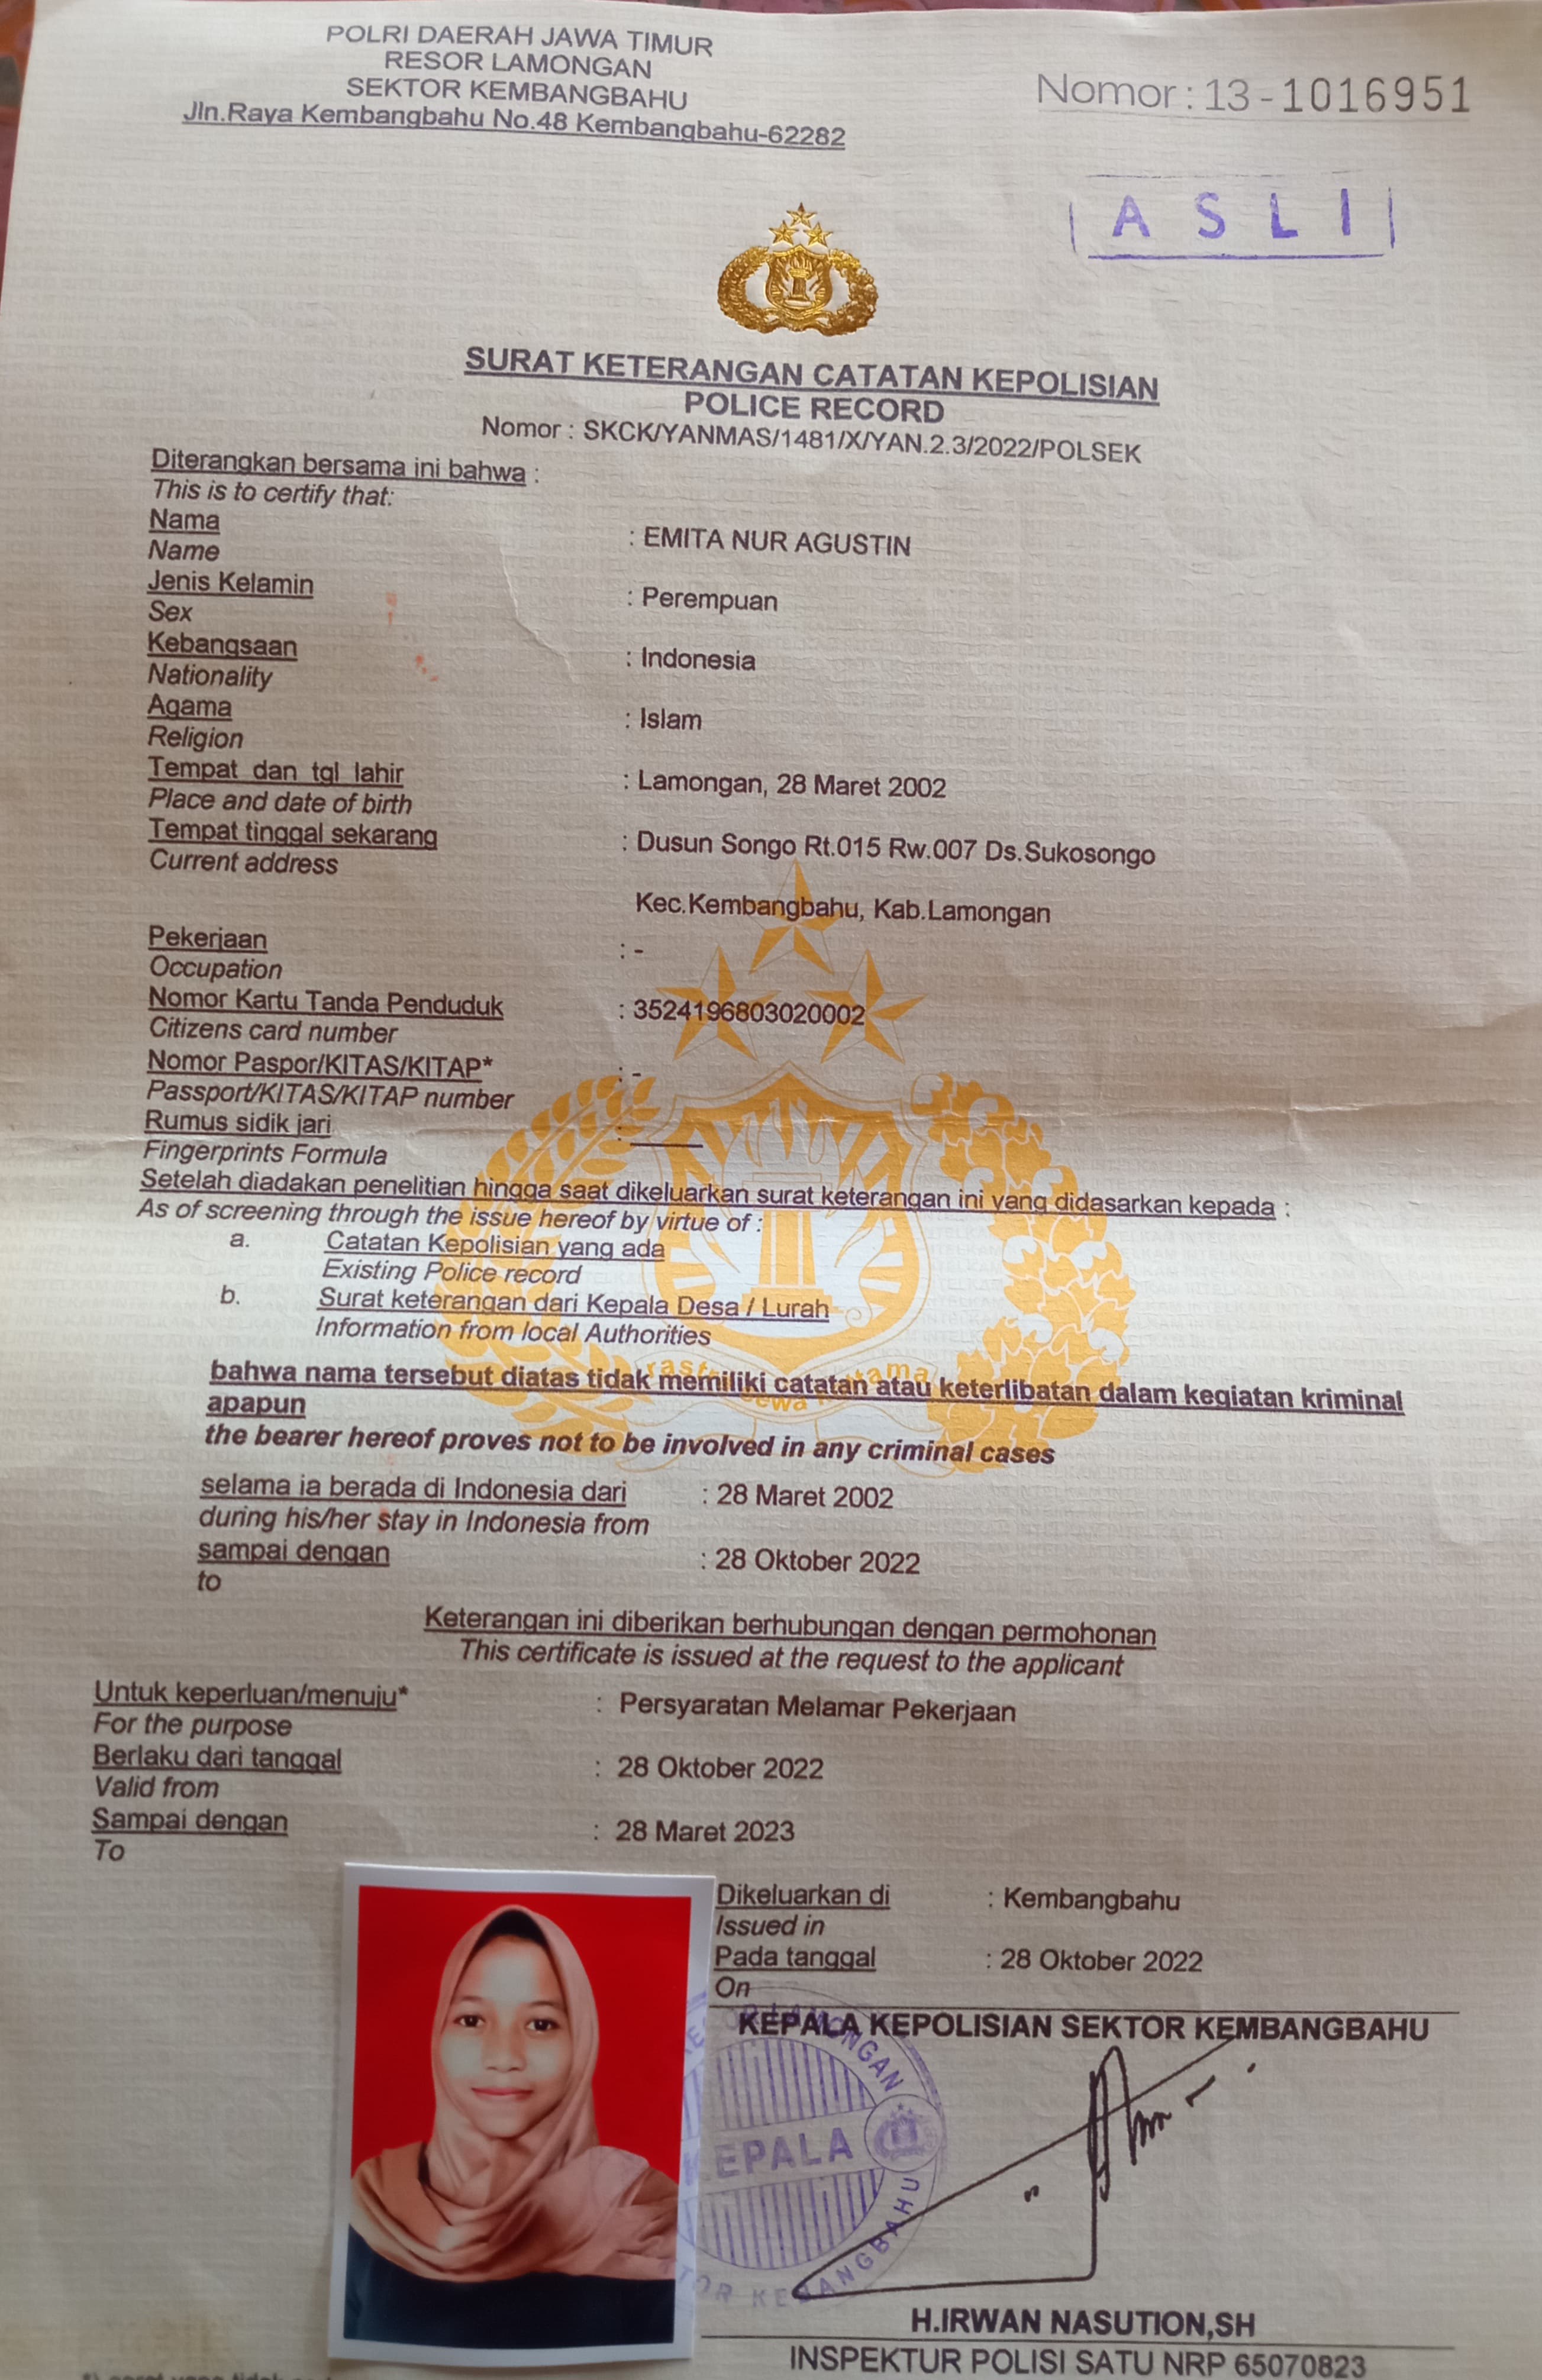 POLRI DAERAH JAWA TIMUR
RESOR LAMONGAN
SEKTOR KEMBANGBAHU
Jln.Raya Kembangbahu No.48 Kembangbahu-62282
Nomor : 13-1016951
A S L I
SURAT KETERANGAN CATATAN KEPOLISIAN
POLICE RECORD
Nomor : SKCK/YANMAS/1481/X/YAN.2.3/2022/POLSEK
Diterangkan bersama ini bahwa :
This is to certify that:
Nama : EMITA NUR AGUSTIN
Name
Jenis Kelamin : Perempuan
Sex
Kebangsaan : Indonesia
Nationality
Agama : Islam
Religion
Tempat dan tgl lahir : Lamongan, 28 Maret 2002
Place and date of birth
Tempat tinggal sekarang : Dusun Songo Rt.015 Rw.007 Ds.Sukosongo
Current address
Kec.Kembangbahu, Kab.Lamongan
Pekerjaan : -
Occupation
Nomor Kartu Tanda Penduduk : 3524196803020002
Citizens card number
Nomor Paspor/KITAS/KITAP* : -
Passport/KITAS/KITAP number
Rumus sidik jari :
Fingerprints Formula
Setelah diadakan penelitian hingga saat dikeluarkan surat keterangan ini yang didasarkan kepada :
As of screening through the issue hereof by virtue of :
a. Catatan Kepolisian yang ada
Existing Police record
b. Surat keterangan dari Kepala Desa / Lurah
Information from local Authorities
bahwa nama tersebut diatas tidak memiliki catatan atau keterlibatan dalam kegiatan kriminal
apapun
the bearer hereof proves not to be involved in any criminal cases
selama ia berada di Indonesia dari : 28 Maret 2002
during his/her stay in Indonesia from
sampai dengan : 28 Oktober 2022
to
Keterangan ini diberikan berhubungan dengan permohonan
This certificate is issued at the request to the applicant
Untuk keperluan/menuju* : Persyaratan Melamar Pekerjaan
For the purpose
Berlaku dari tanggal : 28 Oktober 2022
Valid from
Sampai dengan : 28 Maret 2023
To
Dikeluarkan di : Kembangbahu
Issued in
Pada tanggal : 28 Oktober 2022
On
KEPALA KEPOLISIAN SEKTOR KEMBANGBAHU
LAMONGAN
KEPALA
H.IRWAN NASUTION,SH
INSPEKTUR POLISI SATU NRP 65070823